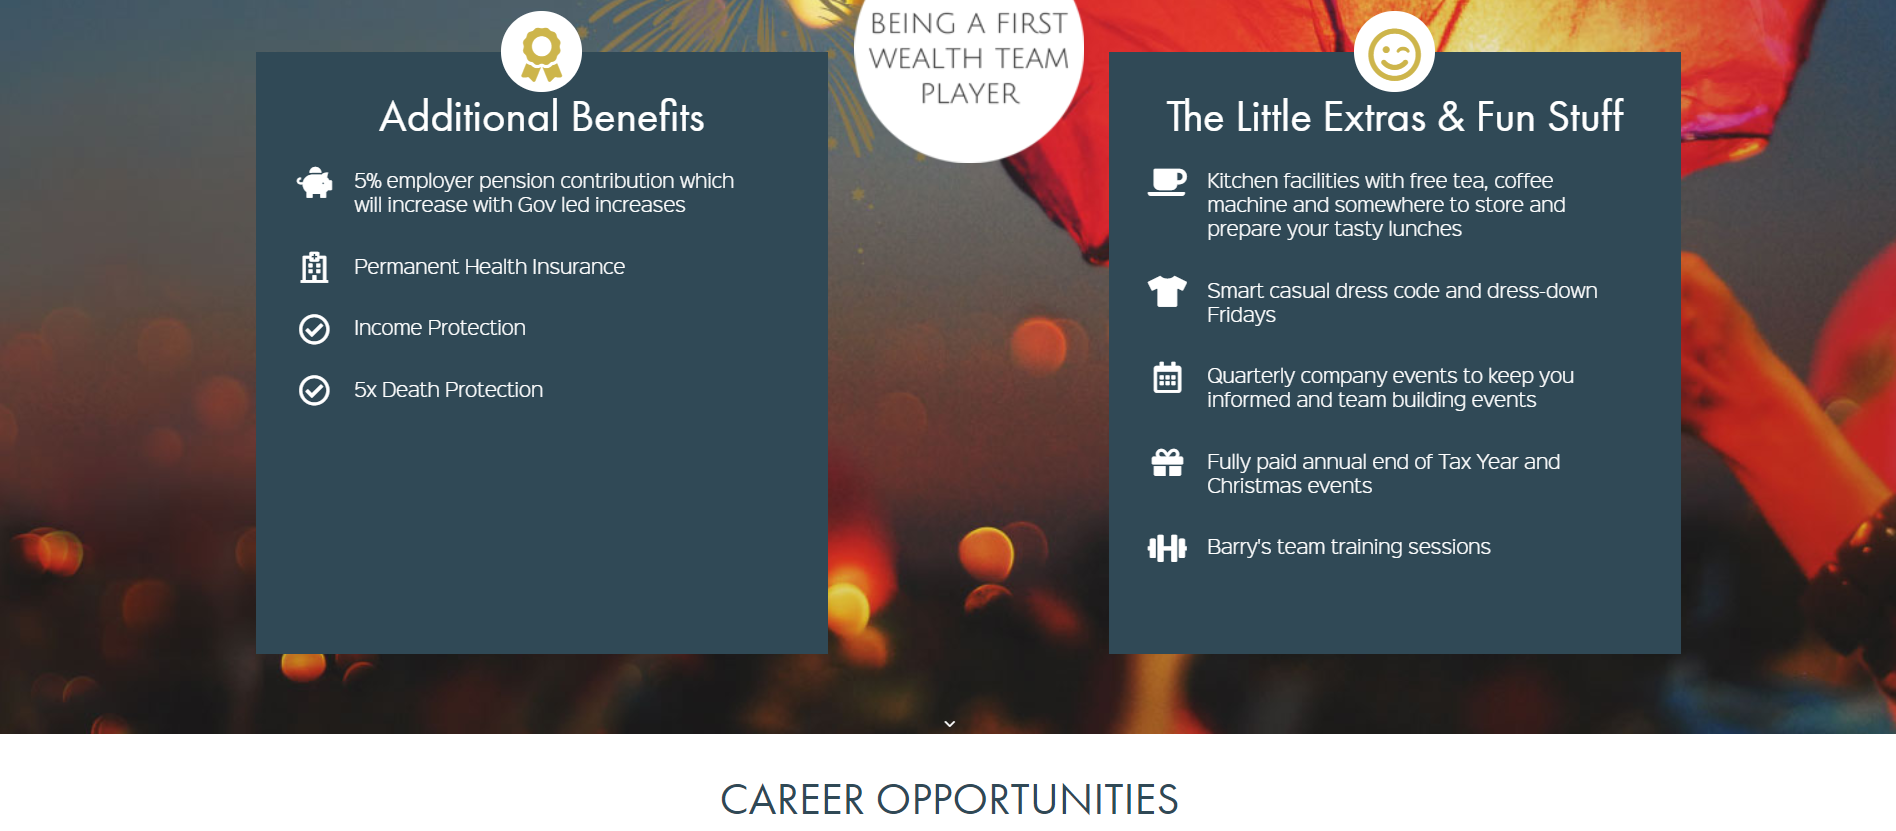 BEING A FIRST
WEALTH TEAM
PLAYER
Additional Benefits
5% employer pension contribution which
will increase with Gov led increases
Permanent Health Insurance
Income Protection
5x Death Protection
The Little Extras & Fun Stuff
Kitchen facilities with free tea, coffee
machine and somewhere to store and
prepare your tasty lunches
Smart casual dress code and dress-down
Fridays
Quarterly company events to keep you
informed and team building events
Fully paid annual end of Tax Year and
Christmas events
Barry's team training sessions
CAREER OPPORTUNITIES